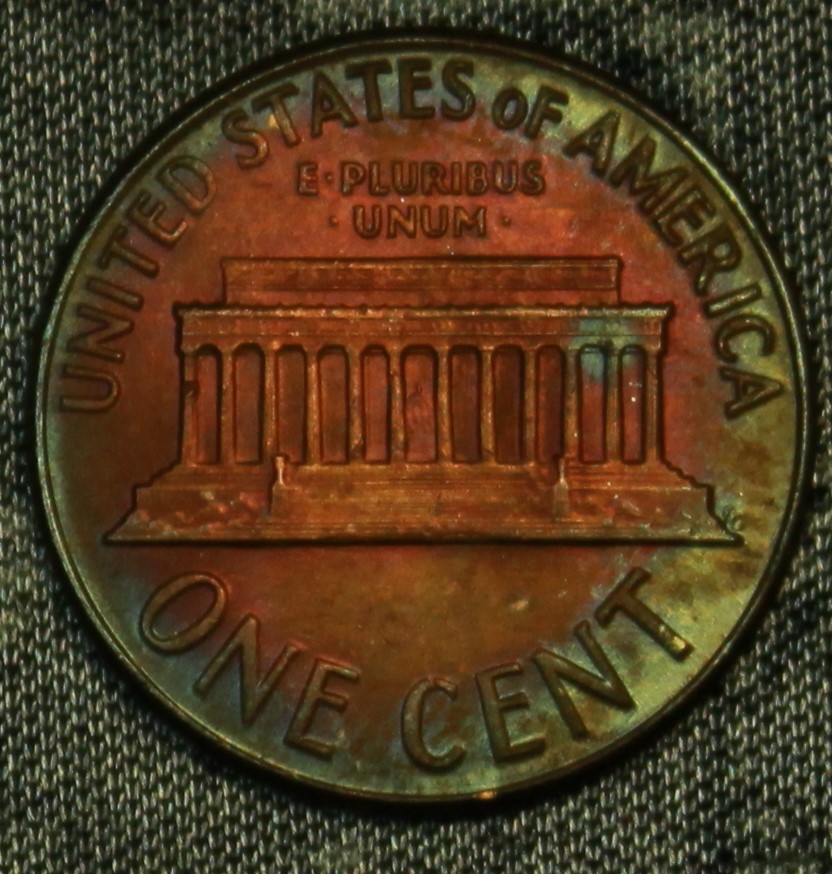 UNITED STATES OF AMERICA
E·PLURIBUS
·UNUM·
ONE CENT